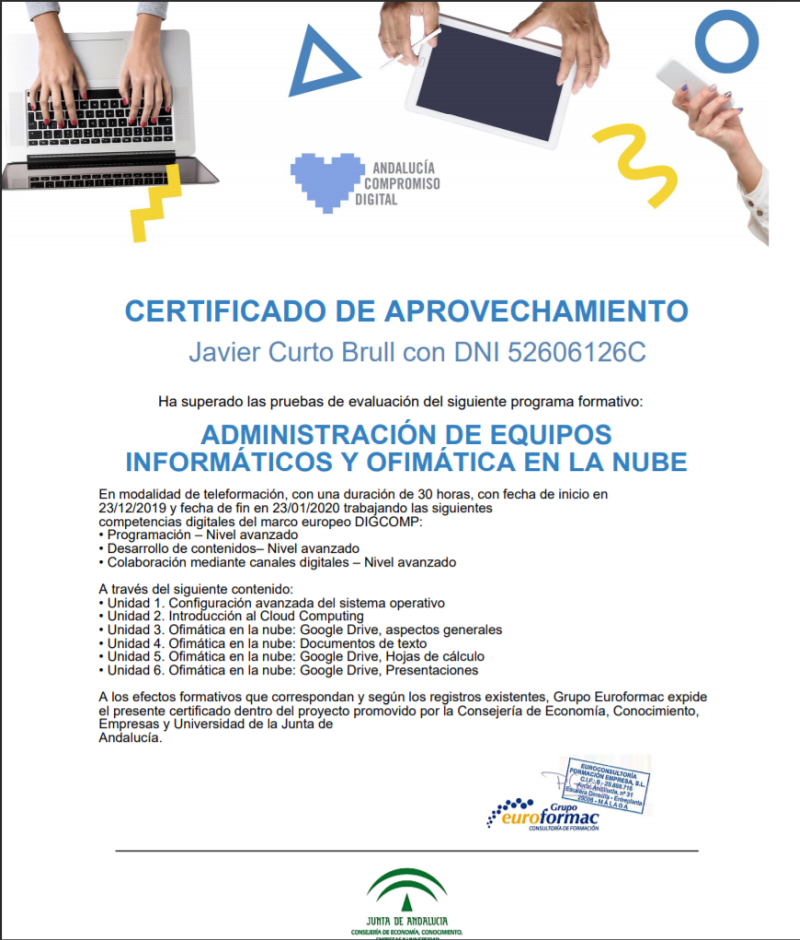 ANDALUCÍA
COMPROMISO
DIGITAL
CERTIFICADO DE APROVECHAMIENTO
Javier Curto Brull con DNI 52606126C
Ha superado las pruebas de evaluación del siguiente programa formativo:
ADMINISTRACIÓN DE EQUIPOS
INFORMÁTICOS Y OFIMÁTICA EN LA NUBE
En modalidad de teleformación, con una duración de 30 horas, con fecha de inicio en
23/12/2019 y fecha de fin en 23/01/2020 trabajando las siguientes
competencias digitales del marco europeo DIGCOMP:
• Programación – Nivel avanzado
• Desarrollo de contenidos– Nivel avanzado
• Colaboración mediante canales digitales – Nivel avanzado
A través del siguiente contenido:
• Unidad 1. Configuración avanzada del sistema operativo
• Unidad 2. Introducción al Cloud Computing
• Unidad 3. Ofimática en la nube: Google Drive, aspectos generales
• Unidad 4. Ofimática en la nube: Documentos de texto
• Unidad 5. Ofimática en la nube: Google Drive, Hojas de cálculo
• Unidad 6. Ofimática en la nube: Google Drive, Presentaciones
A los efectos formativos que correspondan y según los registros existentes, Grupo Euroformac expide
el presente certificado dentro del proyecto promovido por la Consejería de Economía, Conocimiento,
Empresas y Universidad de la Junta de
Andalucía.
EUROCONSULTORÍA
FORMACIÓN EMPRESA, S.L.
MÁLAGA
Grupo
euroformac
CONSULTORÍA DE FORMACIÓN
JUNTA DE ANDALUCIA
CONSEJERÍA DE ECONOMÍA, CONOCIMIENTO,